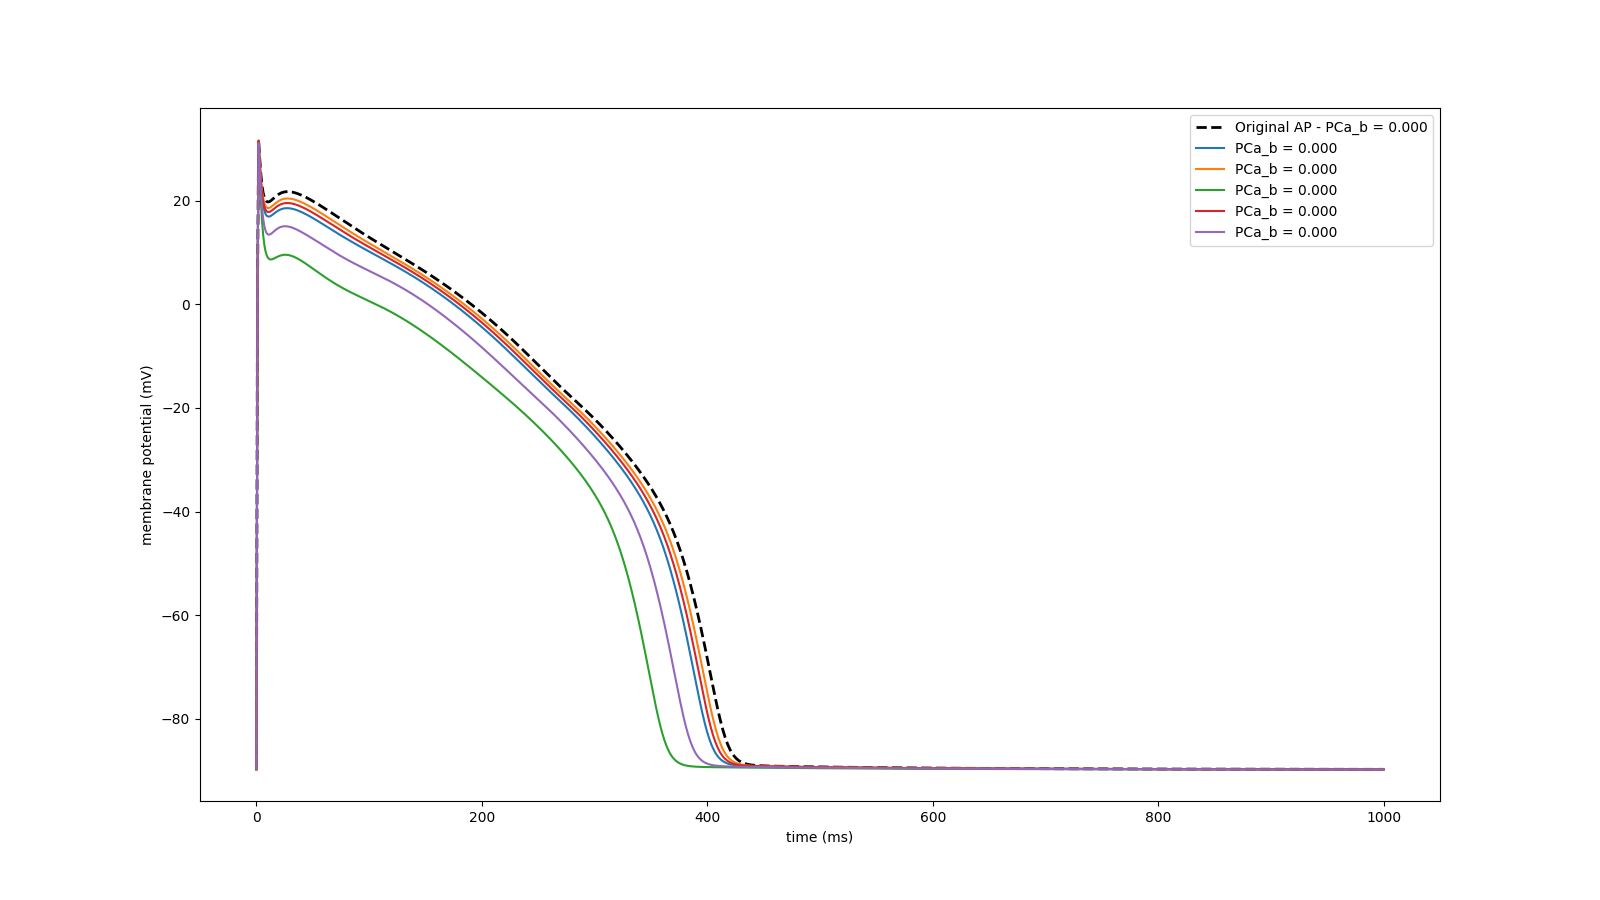 Original AP - PCa_b = 0.000
PCa_b = 0.000
PCa_b = 0.000
PCa_b = 0.000
PCa_b = 0.000
PCa_b = 0.000
20
0
−20
−40
−60
−80
membrane potential (mV)
0 200 400 600 800 1000
time (ms)